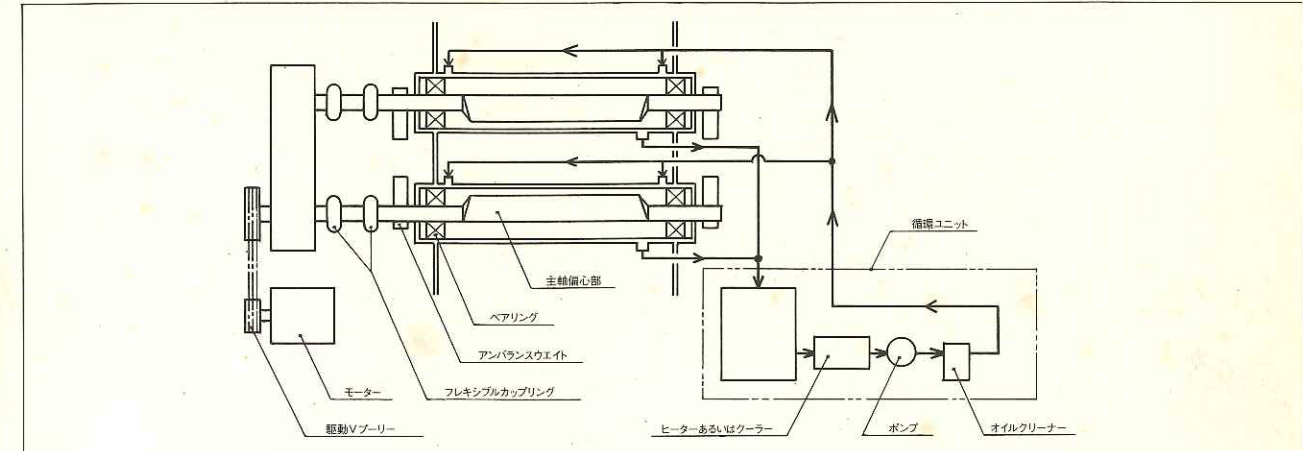 循環ユニット
主軸偏心部
ベアリング
アンバランスウエイト
モーター
フレキシブルカップリング
駆動Vプーリー
ヒーターあるいはクーラー
ポンプ
オイルクリーナー